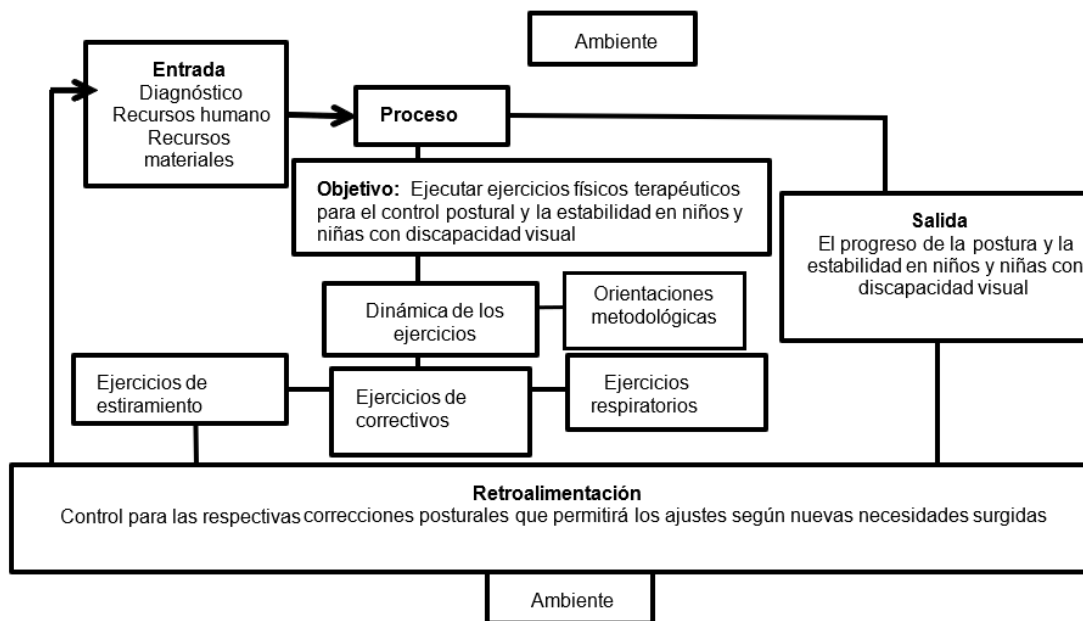 Ambiente
Entrada
Diagnóstico
Recursos humano
Recursos
materiales
Proceso
Objetivo: Ejecutar ejercicios físicos terapéuticos
para el control postural y la estabilidad en niños y
niñas con discapacidad visual
Salida
El progreso de la postura y la
estabilidad en niños y niñas con
discapacidad visual
Dinámica de los
ejercicios
Orientaciones
metodológicas
Ejercicios de
estiramiento
Ejercicios de
correctivos
Ejercicios
respiratorios
Retroalimentación
Control para las respectivas correcciones posturales que permitirá los ajustes según nuevas necesidades surgidas
Ambiente